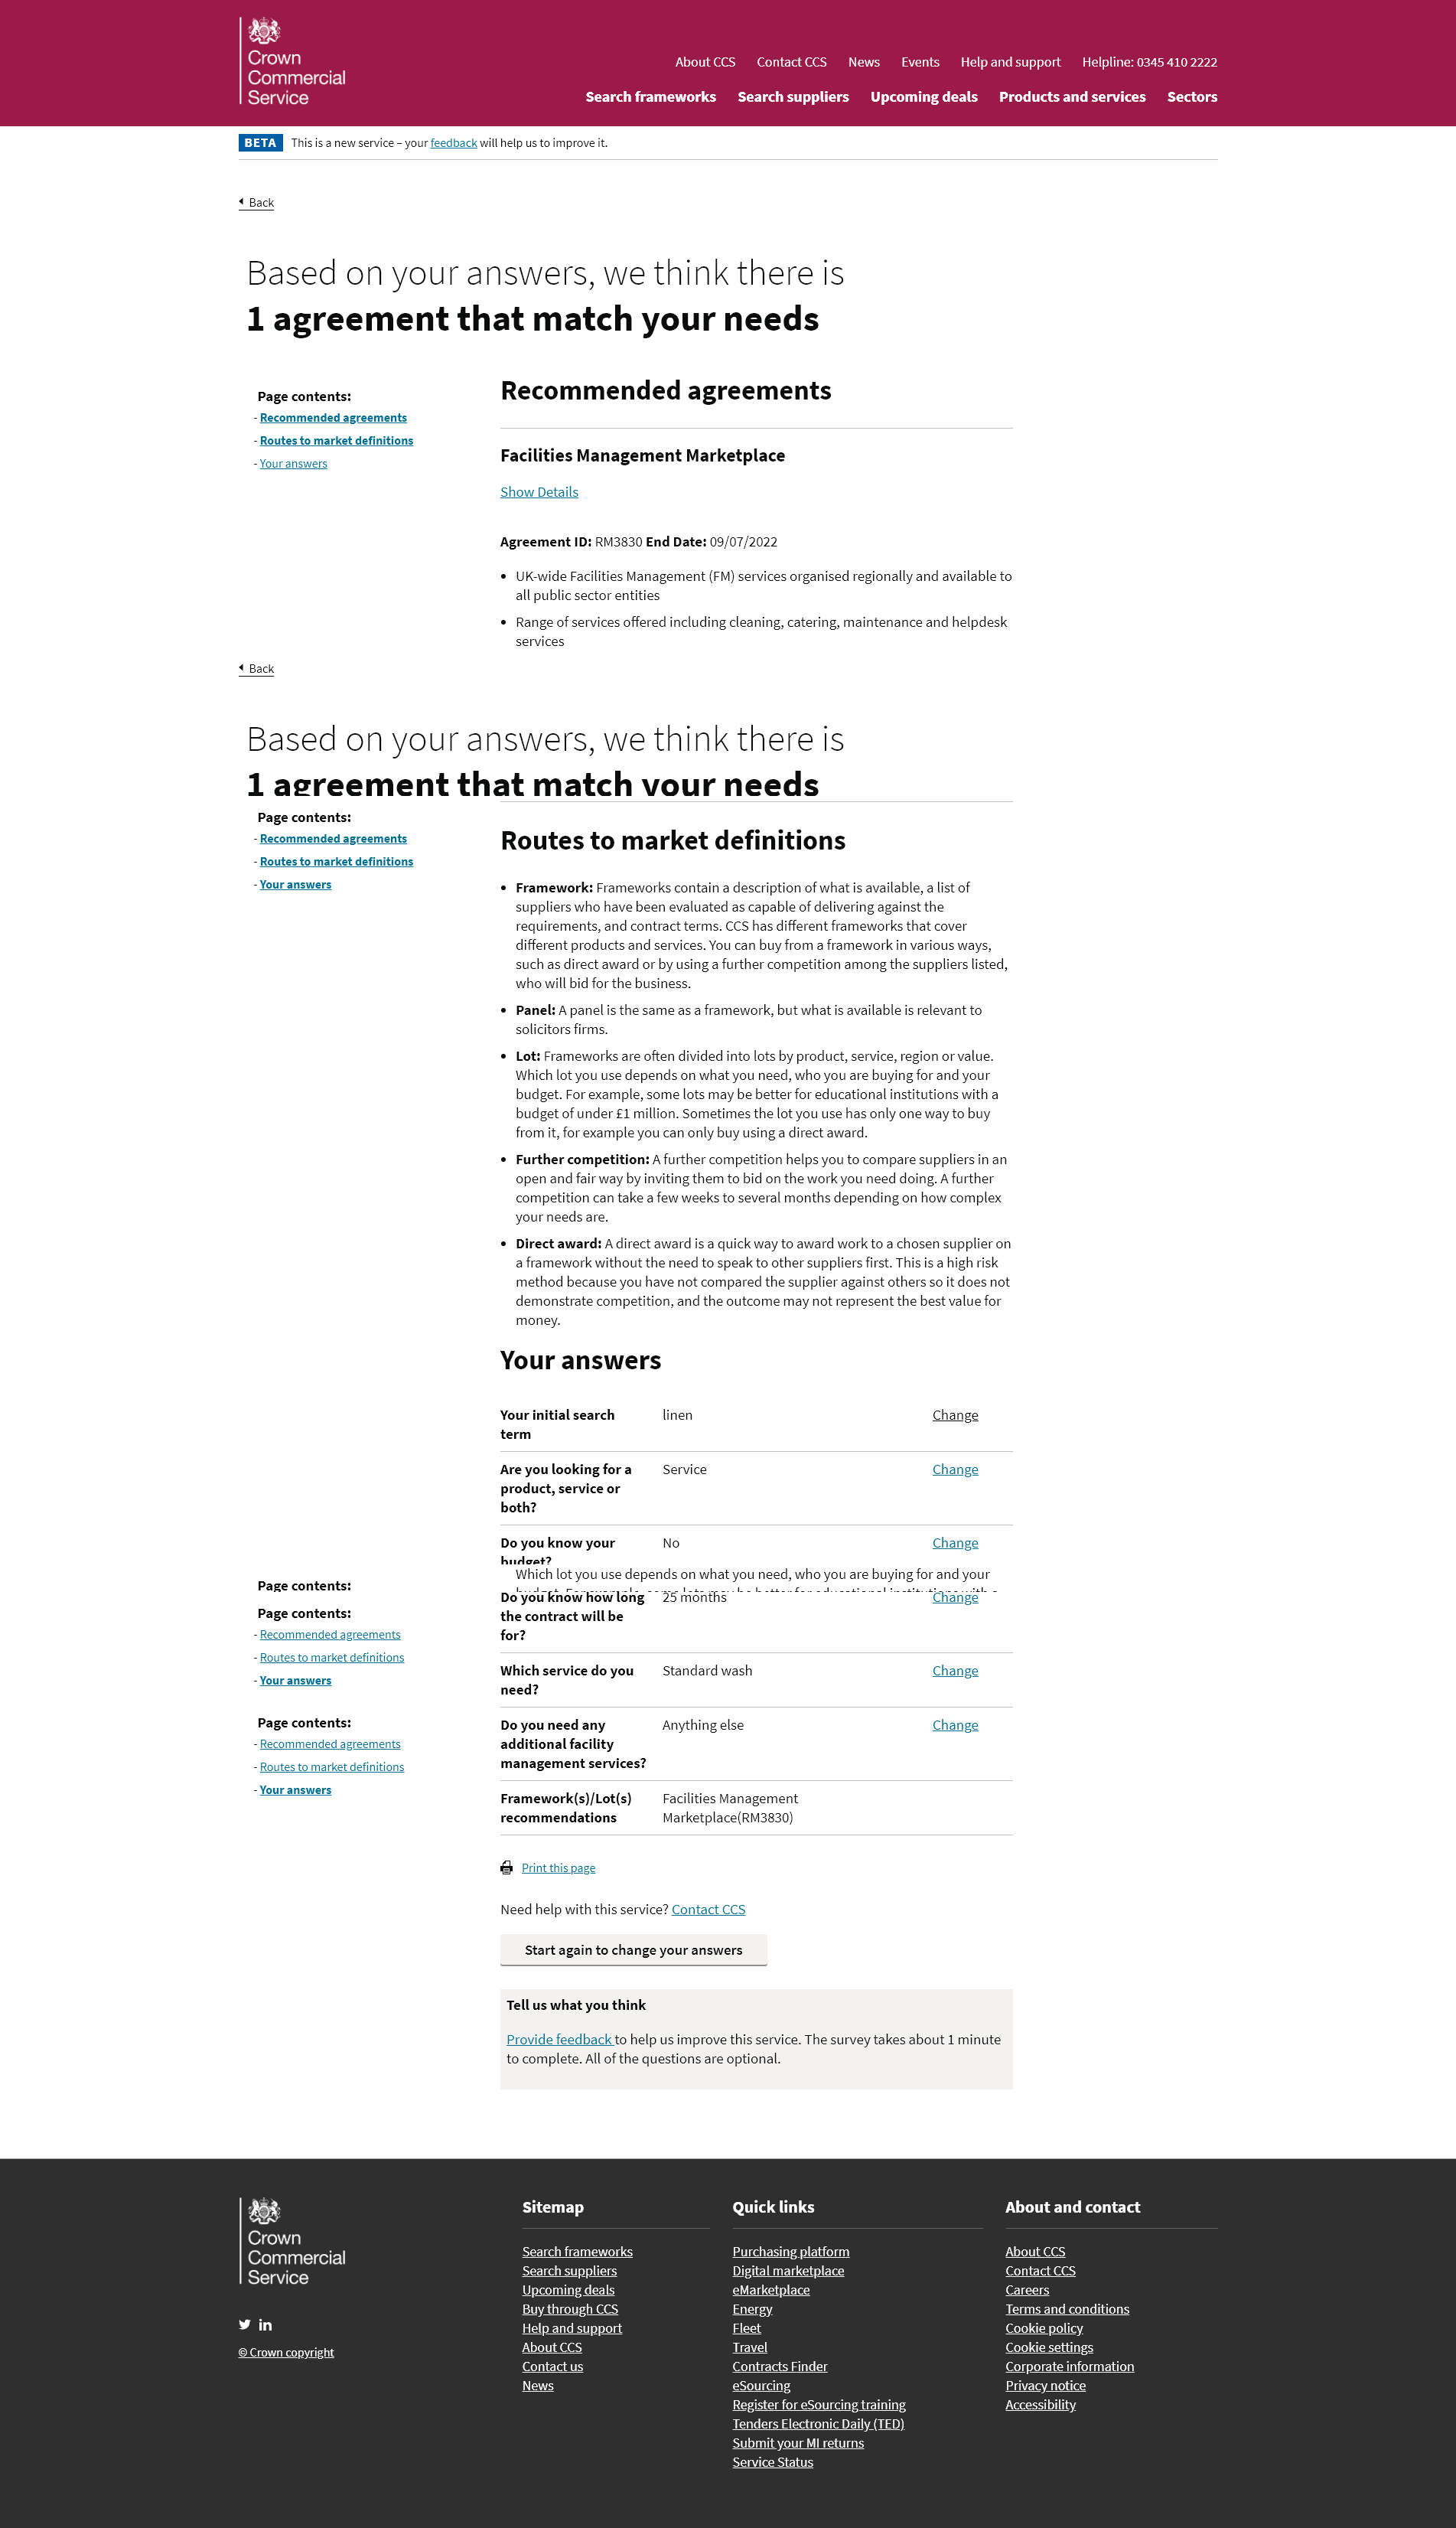 Crown
Commercial
Service
About CCS Contact CCS News Events Help and support Helpline: 0345 410 2222
Search frameworks Search suppliers Upcoming deals Products and services Sectors
BETA This is a new service – your feedback will help us to improve it.
Back
Based on your answers, we think there is
1 agreement that match your needs
Page contents:
- Recommended agreements
- Routes to market definitions
- Your answers
Recommended agreements
Facilities Management Marketplace
Show Details
Agreement ID: RM3830 End Date: 09/07/2022
• UK-wide Facilities Management (FM) services organised regionally and available to
all public sector entities
• Range of services offered including cleaning, catering, maintenance and helpdesk
services
Back
Based on your answers, we think there is
1 agreement that match your needs
Page contents:
- Recommended agreements
- Routes to market definitions
- Your answers
Routes to market definitions
• Framework: Frameworks contain a description of what is available, a list of
suppliers who have been evaluated as capable of delivering against the
requirements, and contract terms. CCS has different frameworks that cover
different products and services. You can buy from a framework in various ways,
such as direct award or by using a further competition among the suppliers listed,
who will bid for the business.
• Panel: A panel is the same as a framework, but what is available is relevant to
solicitors firms.
• Lot: Frameworks are often divided into lots by product, service, region or value.
Which lot you use depends on what you need, who you are buying for and your
budget. For example, some lots may be better for educational institutions with a
budget of under £1 million. Sometimes the lot you use has only one way to buy
from it, for example you can only buy using a direct award.
• Further competition: A further competition helps you to compare suppliers in an
open and fair way by inviting them to bid on the work you need doing. A further
competition can take a few weeks to several months depending on how complex
your needs are.
• Direct award: A direct award is a quick way to award work to a chosen supplier on
a framework without the need to speak to other suppliers first. This is a high risk
method because you have not compared the supplier against others so it does not
demonstrate competition, and the outcome may not represent the best value for
money.
Your answers
Your initial search linen Change
term
Are you looking for a Service Change
product, service or
both?
Do you know your No Change
budget?
Which lot you use depends on what you need, who you are buying for and your
budget. For example, some lots may be better for educational institutions with a
Page contents:
Do you know how long 25 months Change
the contract will be
for?
Page contents:
- Recommended agreements
- Routes to market definitions
- Your answers
Which service do you Standard wash Change
need?
Do you need any Anything else Change
additional facility
management services?
Page contents:
- Recommended agreements
- Routes to market definitions
- Your answers
Framework(s)/Lot(s) Facilities Management
recommendations Marketplace(RM3830)
Print this page
Need help with this service? Contact CCS
Start again to change your answers
Tell us what you think
Provide feedback to help us improve this service. The survey takes about 1 minute
to complete. All of the questions are optional.
Crown
Commercial
Service
© Crown copyright
Sitemap
Search frameworks
Search suppliers
Upcoming deals
Buy through CCS
Help and support
About CCS
Contact us
News
Quick links
Purchasing platform
Digital marketplace
eMarketplace
Energy
Fleet
Travel
Contracts Finder
eSourcing
Register for eSourcing training
Tenders Electronic Daily (TED)
Submit your MI returns
Service Status
About and contact
About CCS
Contact CCS
Careers
Terms and conditions
Cookie policy
Cookie settings
Corporate information
Privacy notice
Accessibility